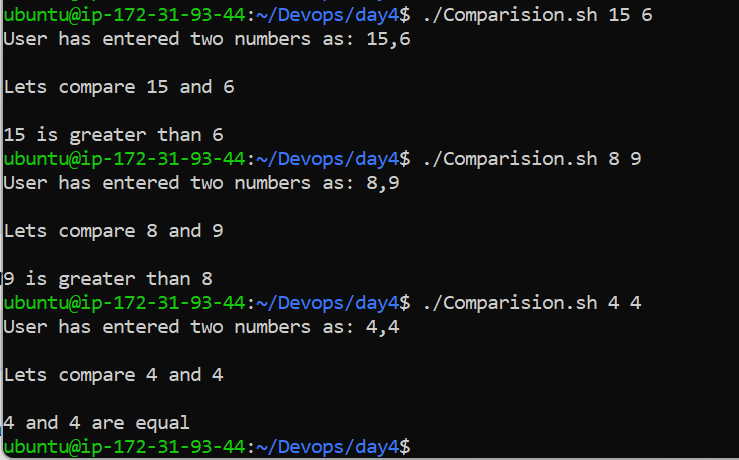 ubuntu@ip-172-31-93-44:~/Devops/day4$ ./Comparision.sh 15 6
User has entered two numbers as: 15,6
Lets compare 15 and 6
15 is greater than 6
ubuntu@ip-172-31-93-44:~/Devops/day4$ ./Comparision.sh 8 9
User has entered two numbers as: 8,9
Lets compare 8 and 9
9 is greater than 8
ubuntu@ip-172-31-93-44:~/Devops/day4$ ./Comparision.sh 4 4
User has entered two numbers as: 4,4
Lets compare 4 and 4
4 and 4 are equal
ubuntu@ip-172-31-93-44:~/Devops/day4$